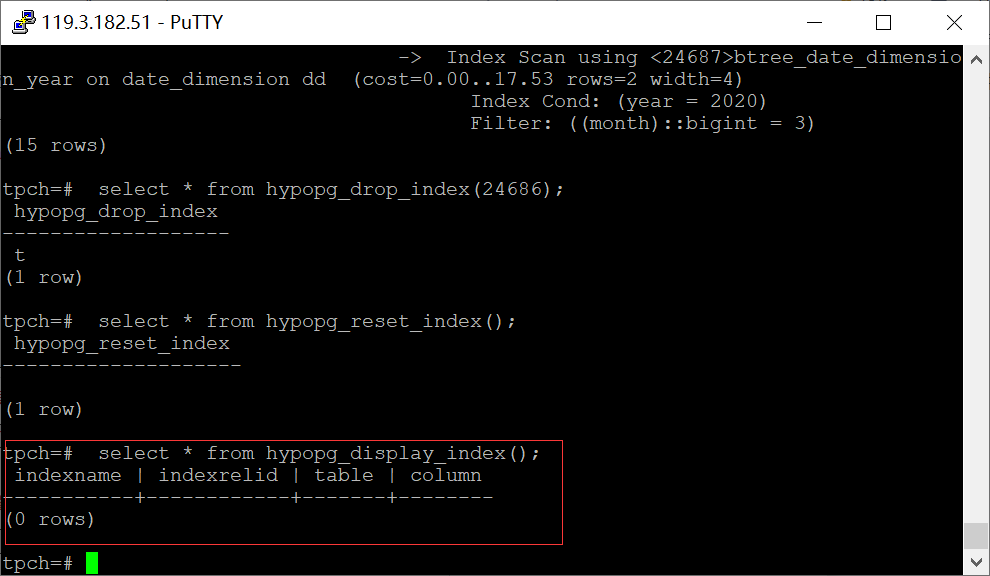 119.3.182.51 - PuTTY
-> Index Scan using <24687>btree_date_dimensio
n_year on date_dimension dd (cost=0.00..17.53 rows=2 width=4)
Index Cond: (year = 2020)
Filter: ((month)::bigint = 3)
(15 rows)
tpch=# select * from hypopg_drop_index(24686);
hypopg_drop_index
-------------------
t
(1 row)
tpch=# select * from hypopg_reset_index();
hypopg_reset_index
--------------------
(1 row)
tpch=# select * from hypopg_display_index();
indexname | indexrelid | table | column
-----------+------------+-------+--------
(0 rows)
tpch=#